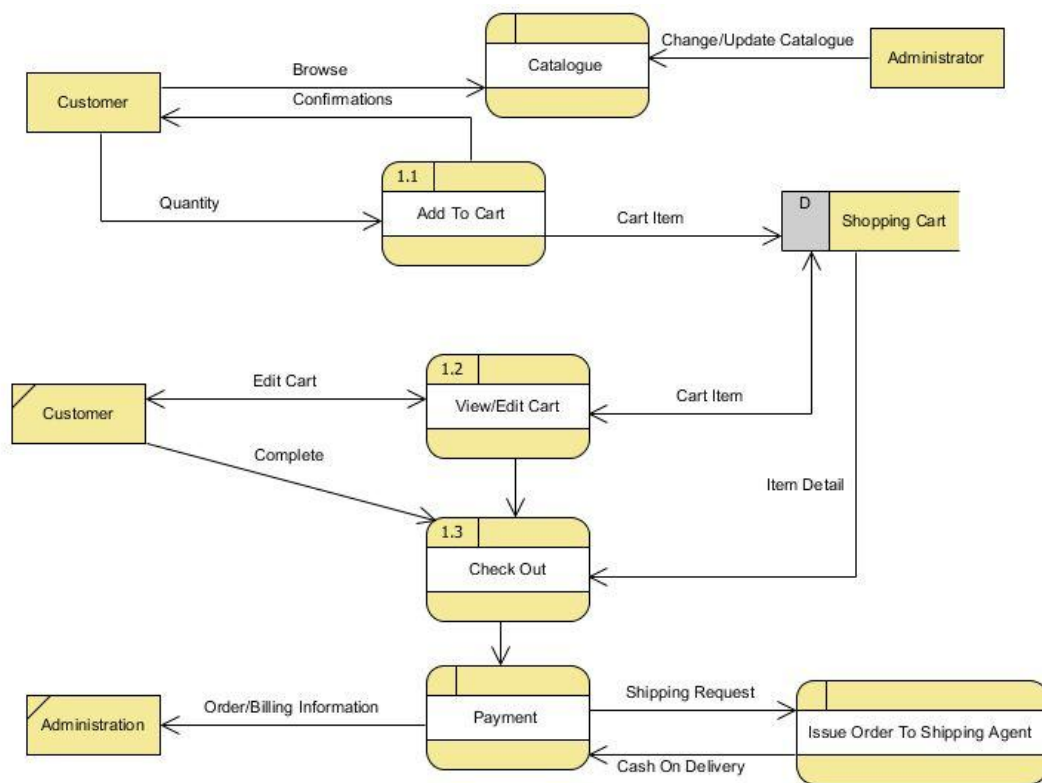 Change/Update Catalogue
Catalogue
Administrator
Browse
Customer
Confirmations
1.1
Quantity
Add To Cart
Cart Item
D
Shopping Cart
1.2
Edit Cart
Customer
View/Edit Cart
Cart Item
Complete
Item Detail
1.3
Check Out
Shipping Request
Order/Billing Information
Administration
Payment
Issue Order To Shipping Agent
Cash On Delivery